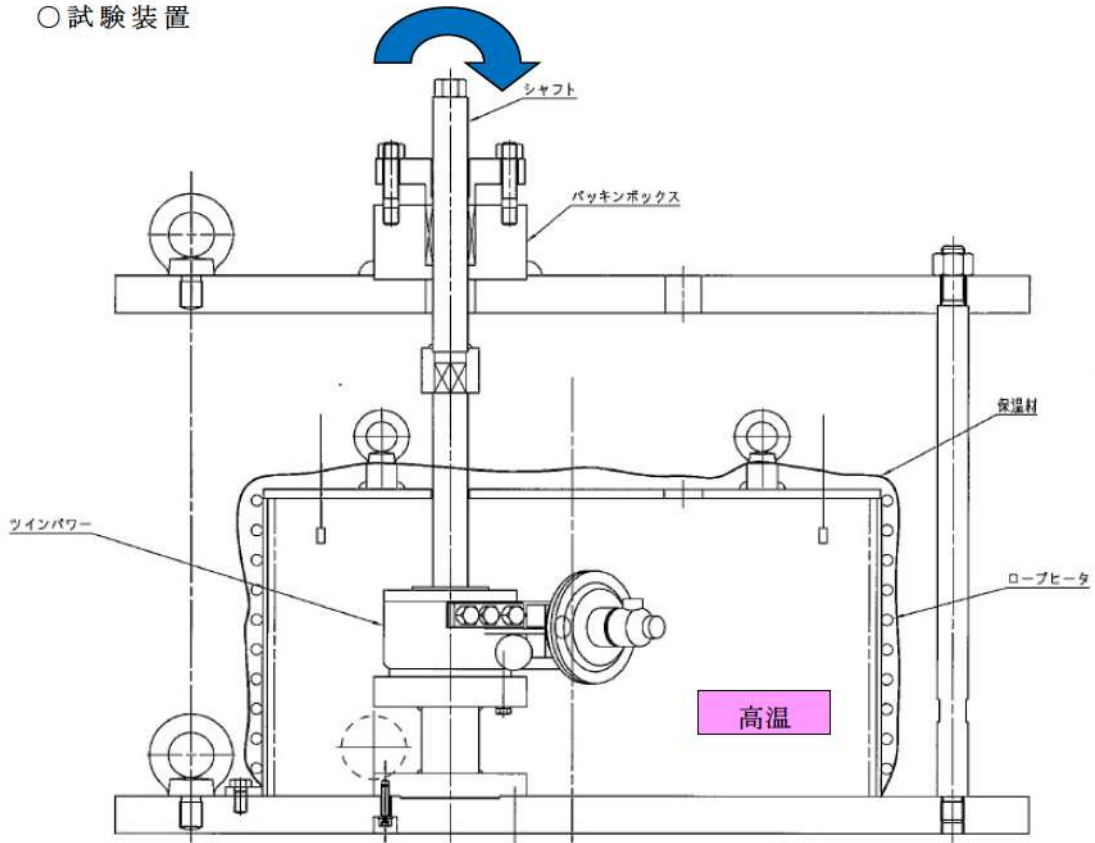 ○試験装置
シャフト
パッキンボックス
保温材
ツインパワー
ロープヒータ
高温